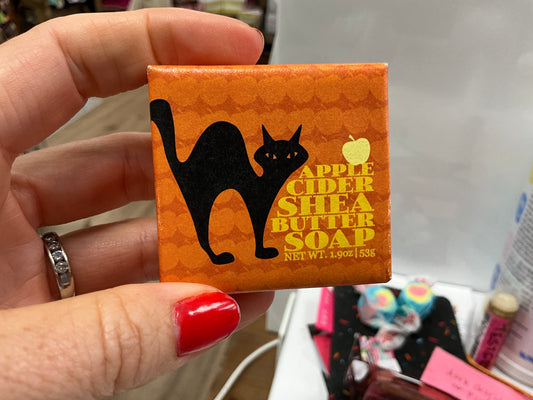 APPLE
CIDER
SHEA
BUTTER
SOAP
NET WT. 1.9OZ | 53g